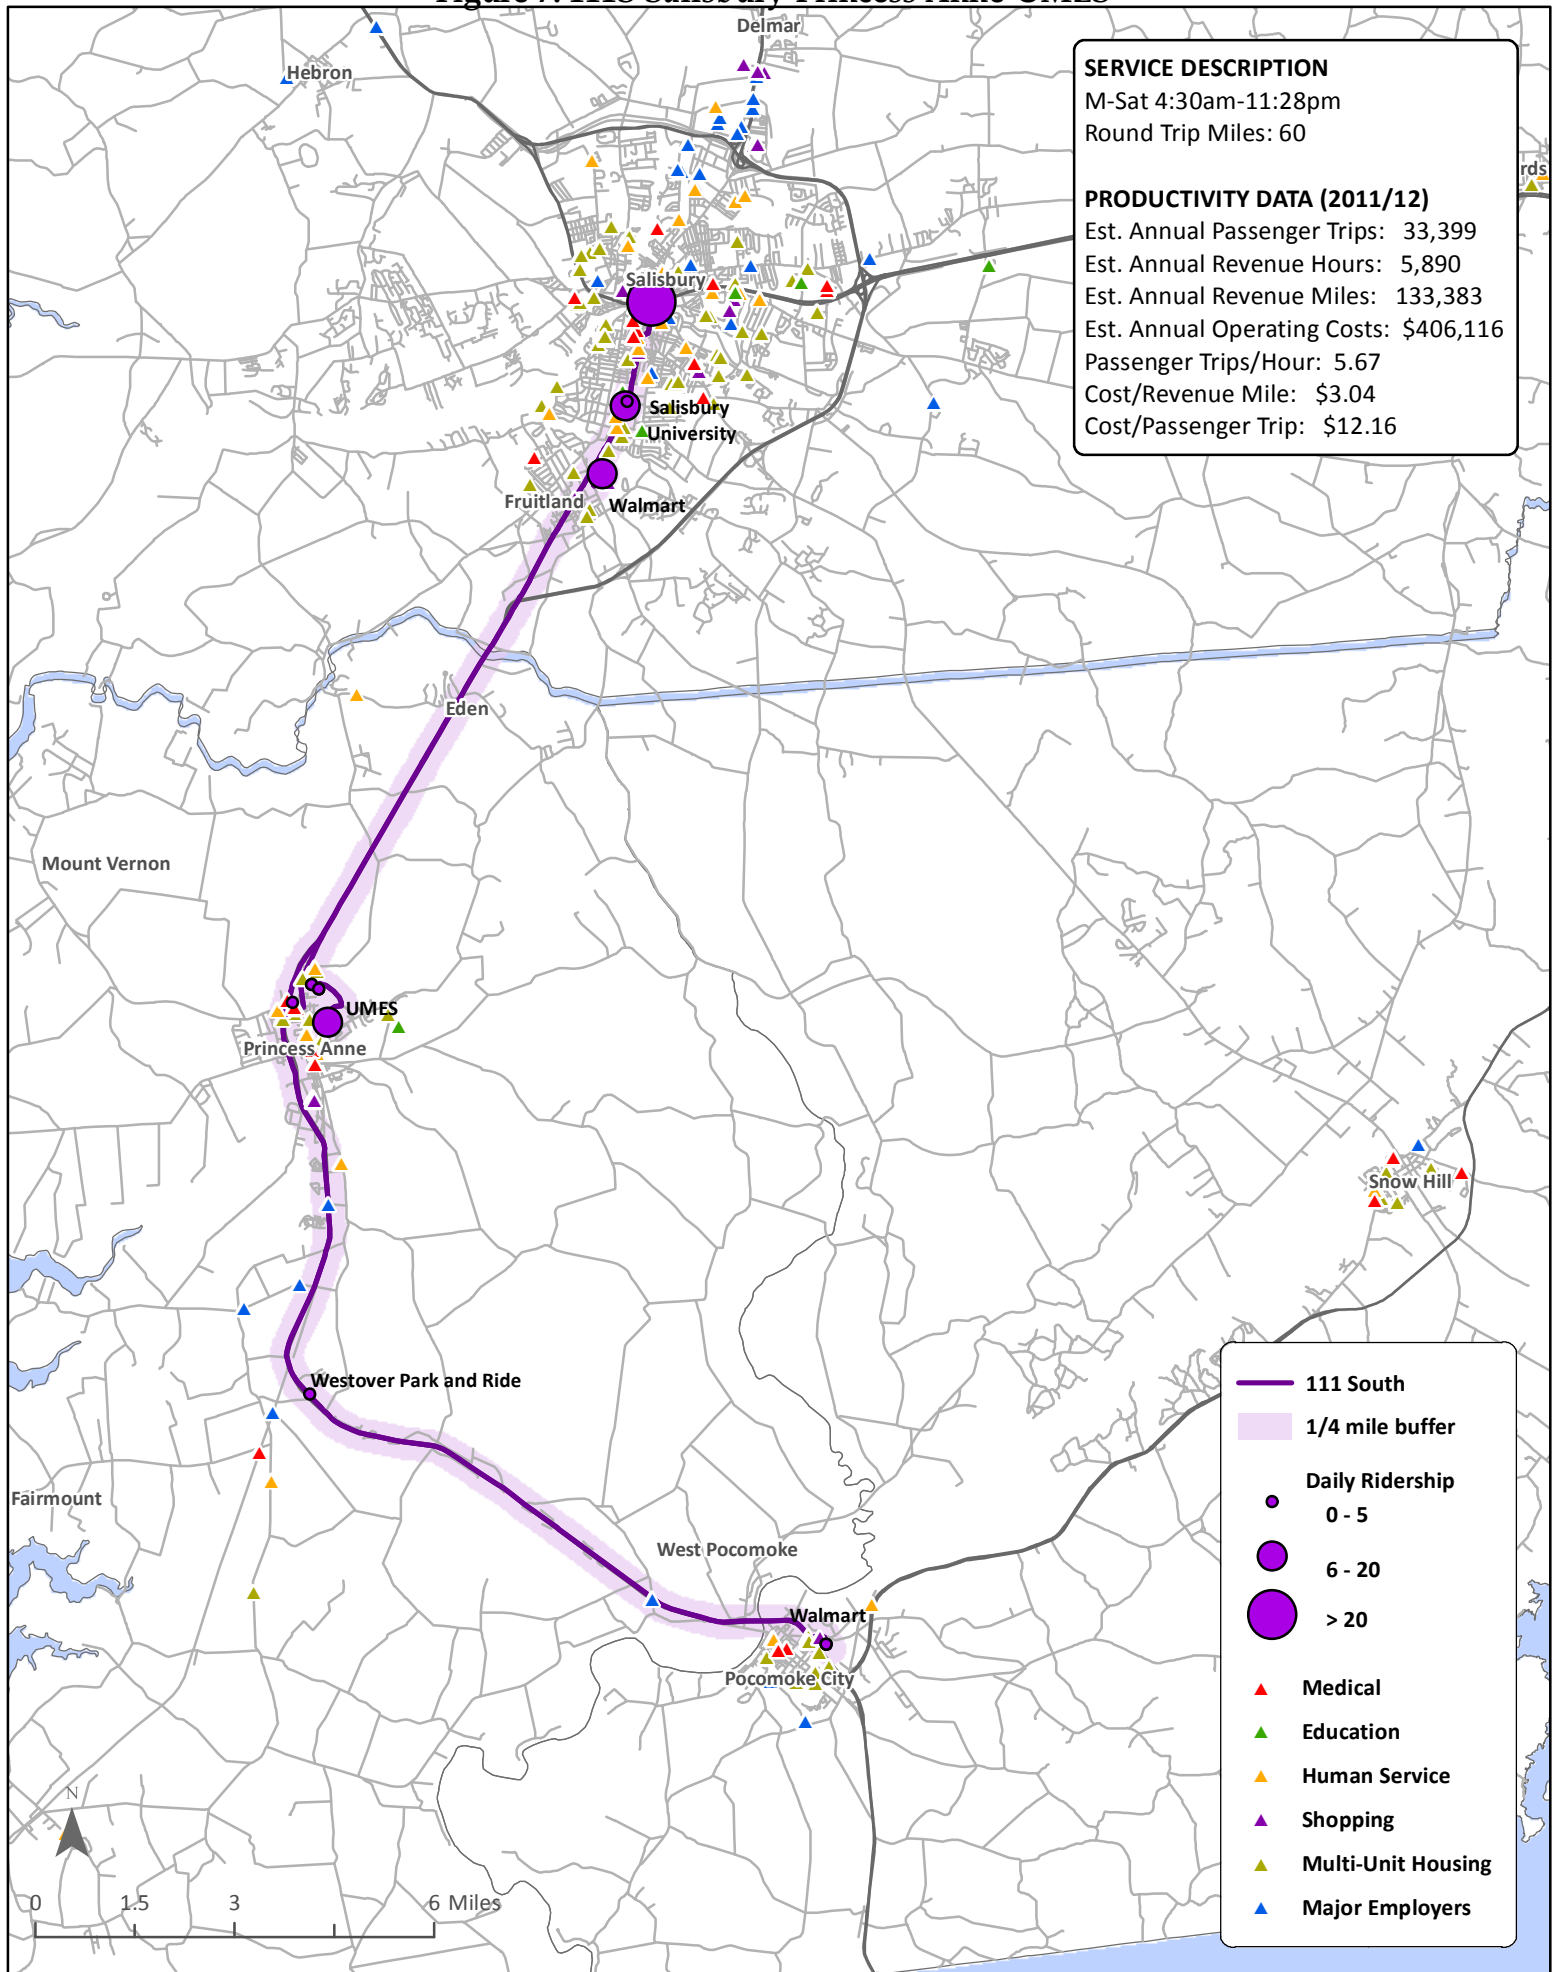 Delmar
Hebron
SERVICE DESCRIPTION
M-Sat 4:30am-11:28pm
Round Trip Miles: 60
PRODUCTIVITY DATA (2011/12)
Est. Annual Passenger Trips: 33,399
Est. Annual Revenue Hours: 5,890
Est. Annual Revenue Miles: 133,383
Est. Annual Operating Costs: $406,116
Passenger Trips/Hour: 5.67
Cost/Revenue Mile: $3.04
Cost/Passenger Trip: $12.16
rds
Salisbury
Salisbury
University
Fruitland
Walmart
Eden
Mount Vernon
UMES
Princess Anne
Snow Hill
Westover Park and Ride
Fairmount
West Pocomoke
Walmart
Pocomoke City
111 South
1/4 mile buffer
Daily Ridership
0 - 5
6 - 20
> 20
Medical
Education
Human Service
Shopping
Multi-Unit Housing
Major Employers
N
0 1.5 3 6 Miles